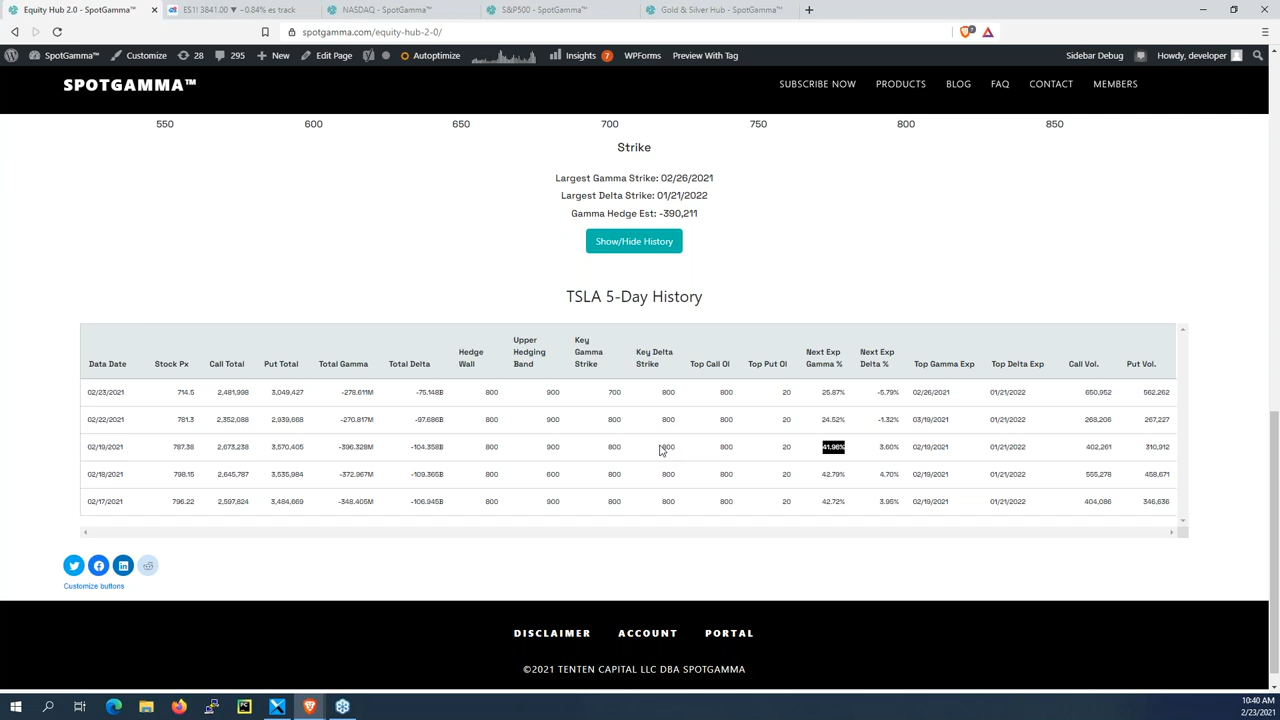 Equity Hub 2.0 - SpotGamma™
ES1! 3841.00 ▼ −0.84% es track
NASDAQ - SpotGamma™
S&P500 - SpotGamma™
Gold & Silver Hub - SpotGamma™
spotgamma.com/equity-hub-2-0/
SpotGamma™ Customize 28 295 New Edit Page Autoptimize Insights 7 WPForms Preview With Tag Sidebar Debug Howdy, developer
SPOTGAMMA™ SUBSCRIBE NOW PRODUCTS BLOG FAQ CONTACT MEMBERS
550 600 650 700 750 800 850
Strike
Largest Gamma Strike: 02/26/2021
Largest Delta Strike: 01/21/2022
Gamma Hedge Est: -390,211
Show/Hide History
TSLA 5-Day History
Data Date Stock Px Call Total Put Total Total Gamma Total Delta Hedge Wall Upper Hedging Band Key Gamma Strike Key Delta Strike Top Call OI Top Put OI Next Exp Gamma % Next Exp Delta % Top Gamma Exp Top Delta Exp Call Vol. Put Vol.
02/23/2021 714.5 2,481,998 3,049,427 -278.611M -75.148B 800 900 700 800 800 20 25.87% -5.79% 02/26/2021 01/21/2022 650,952 562,262
02/22/2021 781.3 2,352,088 2,939,668 -270.817M -97.686B 800 900 800 800 800 20 24.52% -1.32% 03/19/2021 01/21/2022 268,206 267,227
02/19/2021 787.38 2,673,238 3,570,405 -396.328M -104.358B 800 900 800 800 800 20 41.96% 3.60% 02/19/2021 01/21/2022 402,261 310,912
02/18/2021 798.15 2,645,787 3,535,984 -372.967M -109.365B 800 600 800 800 800 20 42.79% 4.70% 02/19/2021 01/21/2022 555,278 458,671
02/17/2021 796.22 2,597,824 3,484,669 -348.405M -106.945B 800 900 800 800 800 20 42.72% 3.95% 02/19/2021 01/21/2022 404,086 346,636
Customize buttons
DISCLAIMER ACCOUNT PORTAL
©2021 TENTEN CAPITAL LLC DBA SPOTGAMMA
10:40 AM
2/23/2021